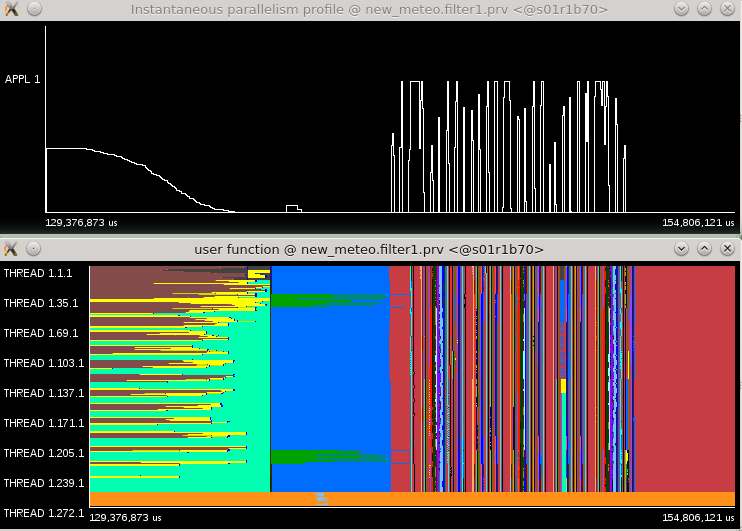 Instantaneous parallelism profile @ new_meteo.filter1.prv <@s01r1b70>
APPL 1
129,376,873 us
154,806,121 us
user function @ new_meteo.filter1.prv <@s01r1b70>
THREAD 1.1.1
THREAD 1.35.1
THREAD 1.69.1
THREAD 1.103.1
THREAD 1.137.1
THREAD 1.171.1
THREAD 1.205.1
THREAD 1.239.1
THREAD 1.272.1
129,376,873 us
154,806,121 us